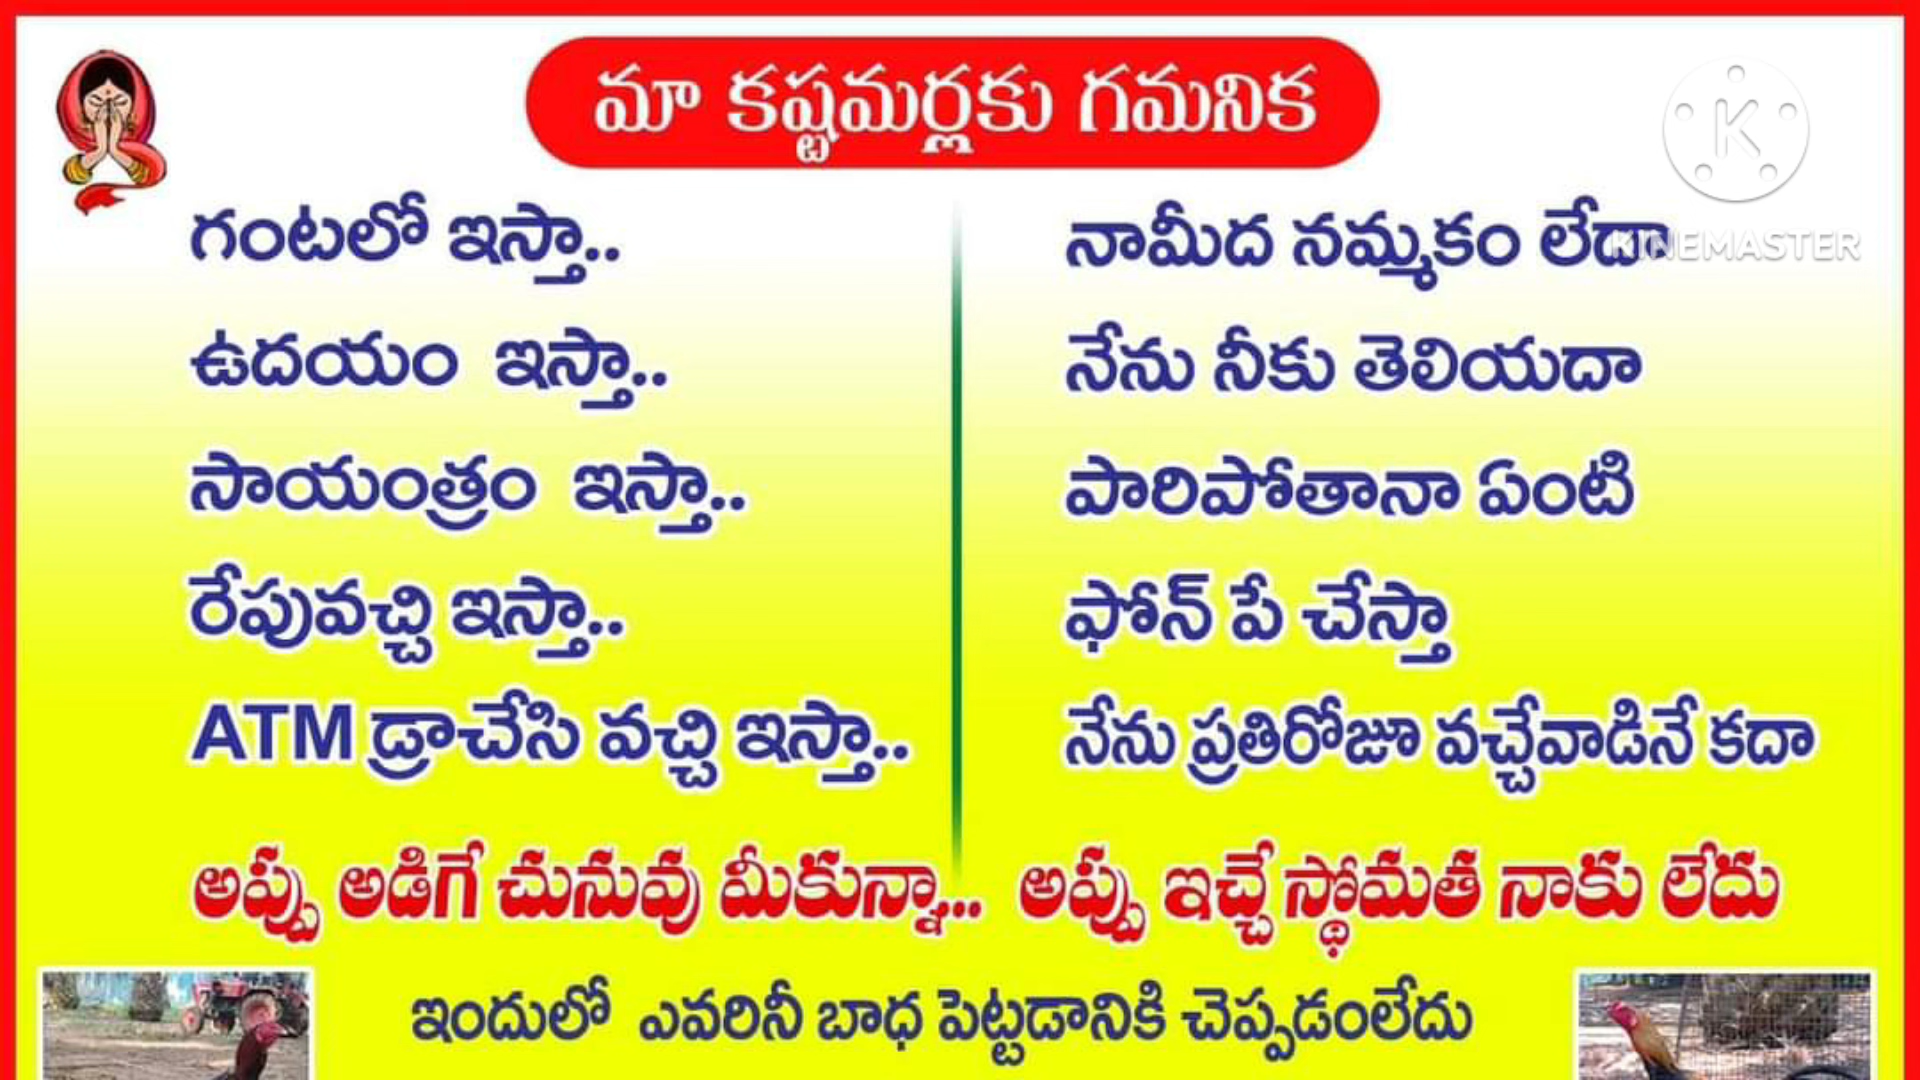 మా కష్టమర్లకు గమనిక
గంటలో ఇస్తా..
ఉదయం ఇస్తా..
సాయంత్రం ఇస్తా..
రేపువచ్చి ఇస్తా..
ATM డ్రాచేసి వచ్చి ఇస్తా..
నామీద నమ్మకం లేదా
నేను నీకు తెలియదా
పారిపోతానా ఏంటి
ఫోన్ పే చేస్తా
నేను ప్రతిరోజూ వచ్చేవాడినే కదా
అప్పు అడిగే చునువు మీకున్నా... అప్పు ఇచ్చే స్థోమత నాకు లేదు
ఇందులో ఎవరినీ బాధ పెట్టడానికి చెప్పడంలేదు
K
KINEMASTER